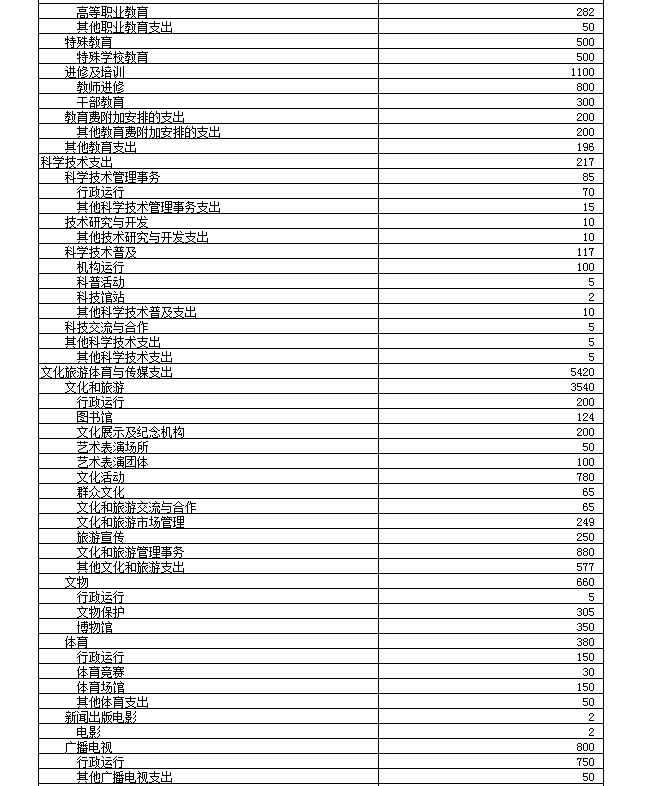 高等职业教育 282
其他职业教育支出 50
特殊教育 500
特殊学校教育 500
进修及培训 1100
教师进修 800
干部教育 300
教育费附加安排的支出 200
其他教育费附加安排的支出 200
其他教育支出 196
科学技术支出 217
科学技术管理事务 85
行政运行 70
其他科学技术管理事务支出 15
技术研究与开发 10
其他技术研究与开发支出 10
科学技术普及 117
机构运行 100
科普活动 5
科技馆站 2
其他科学技术普及支出 10
科技交流与合作 5
其他科学技术支出 5
其他科学技术支出 5
文化旅游体育与传媒支出 5420
文化和旅游 3540
行政运行 200
图书馆 124
文化展示及纪念机构 200
艺术表演场所 50
艺术表演团体 100
文化活动 780
群众文化 65
文化和旅游交流与合作 65
文化和旅游市场管理 249
旅游宣传 250
文化和旅游管理事务 880
其他文化和旅游支出 577
文物 660
行政运行 5
文物保护 305
博物馆 350
体育 380
行政运行 150
体育竞赛 30
体育场馆 150
其他体育支出 50
新闻出版电影 2
电影 2
广播电视 800
行政运行 750
其他广播电视支出 50